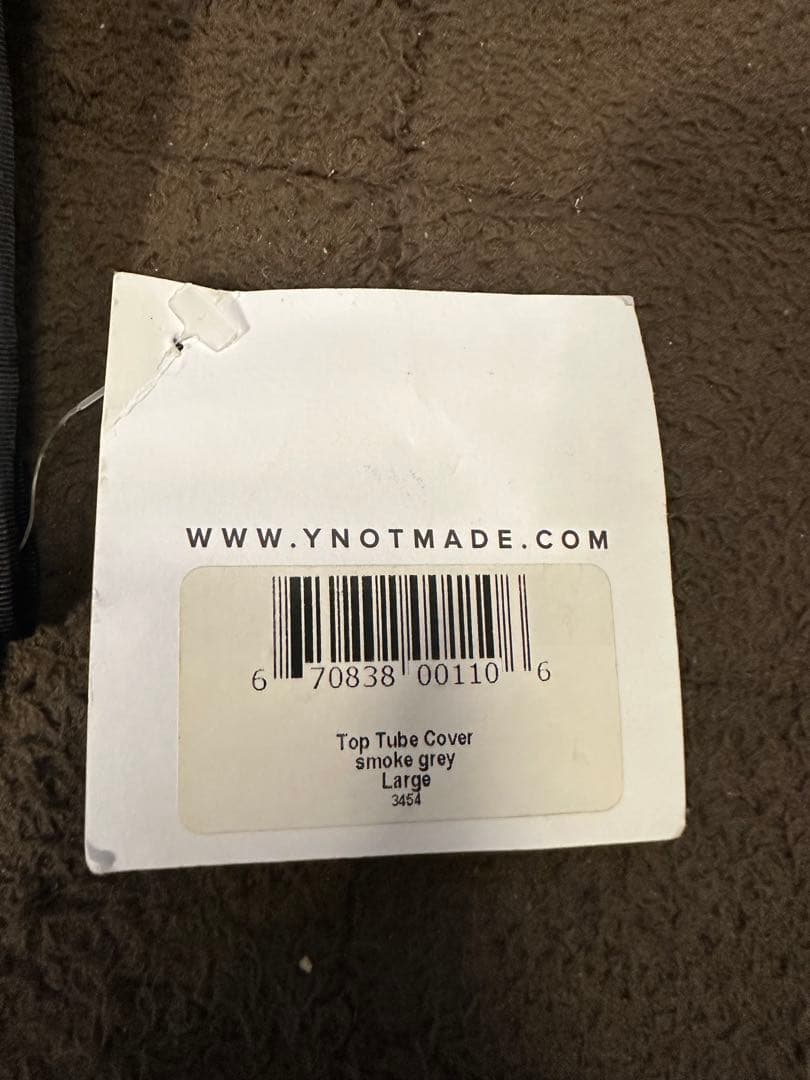 WWW.YNOTMADE.COM
6 70838 00110 6
Top Tube Cover
smoke grey
Large
3454